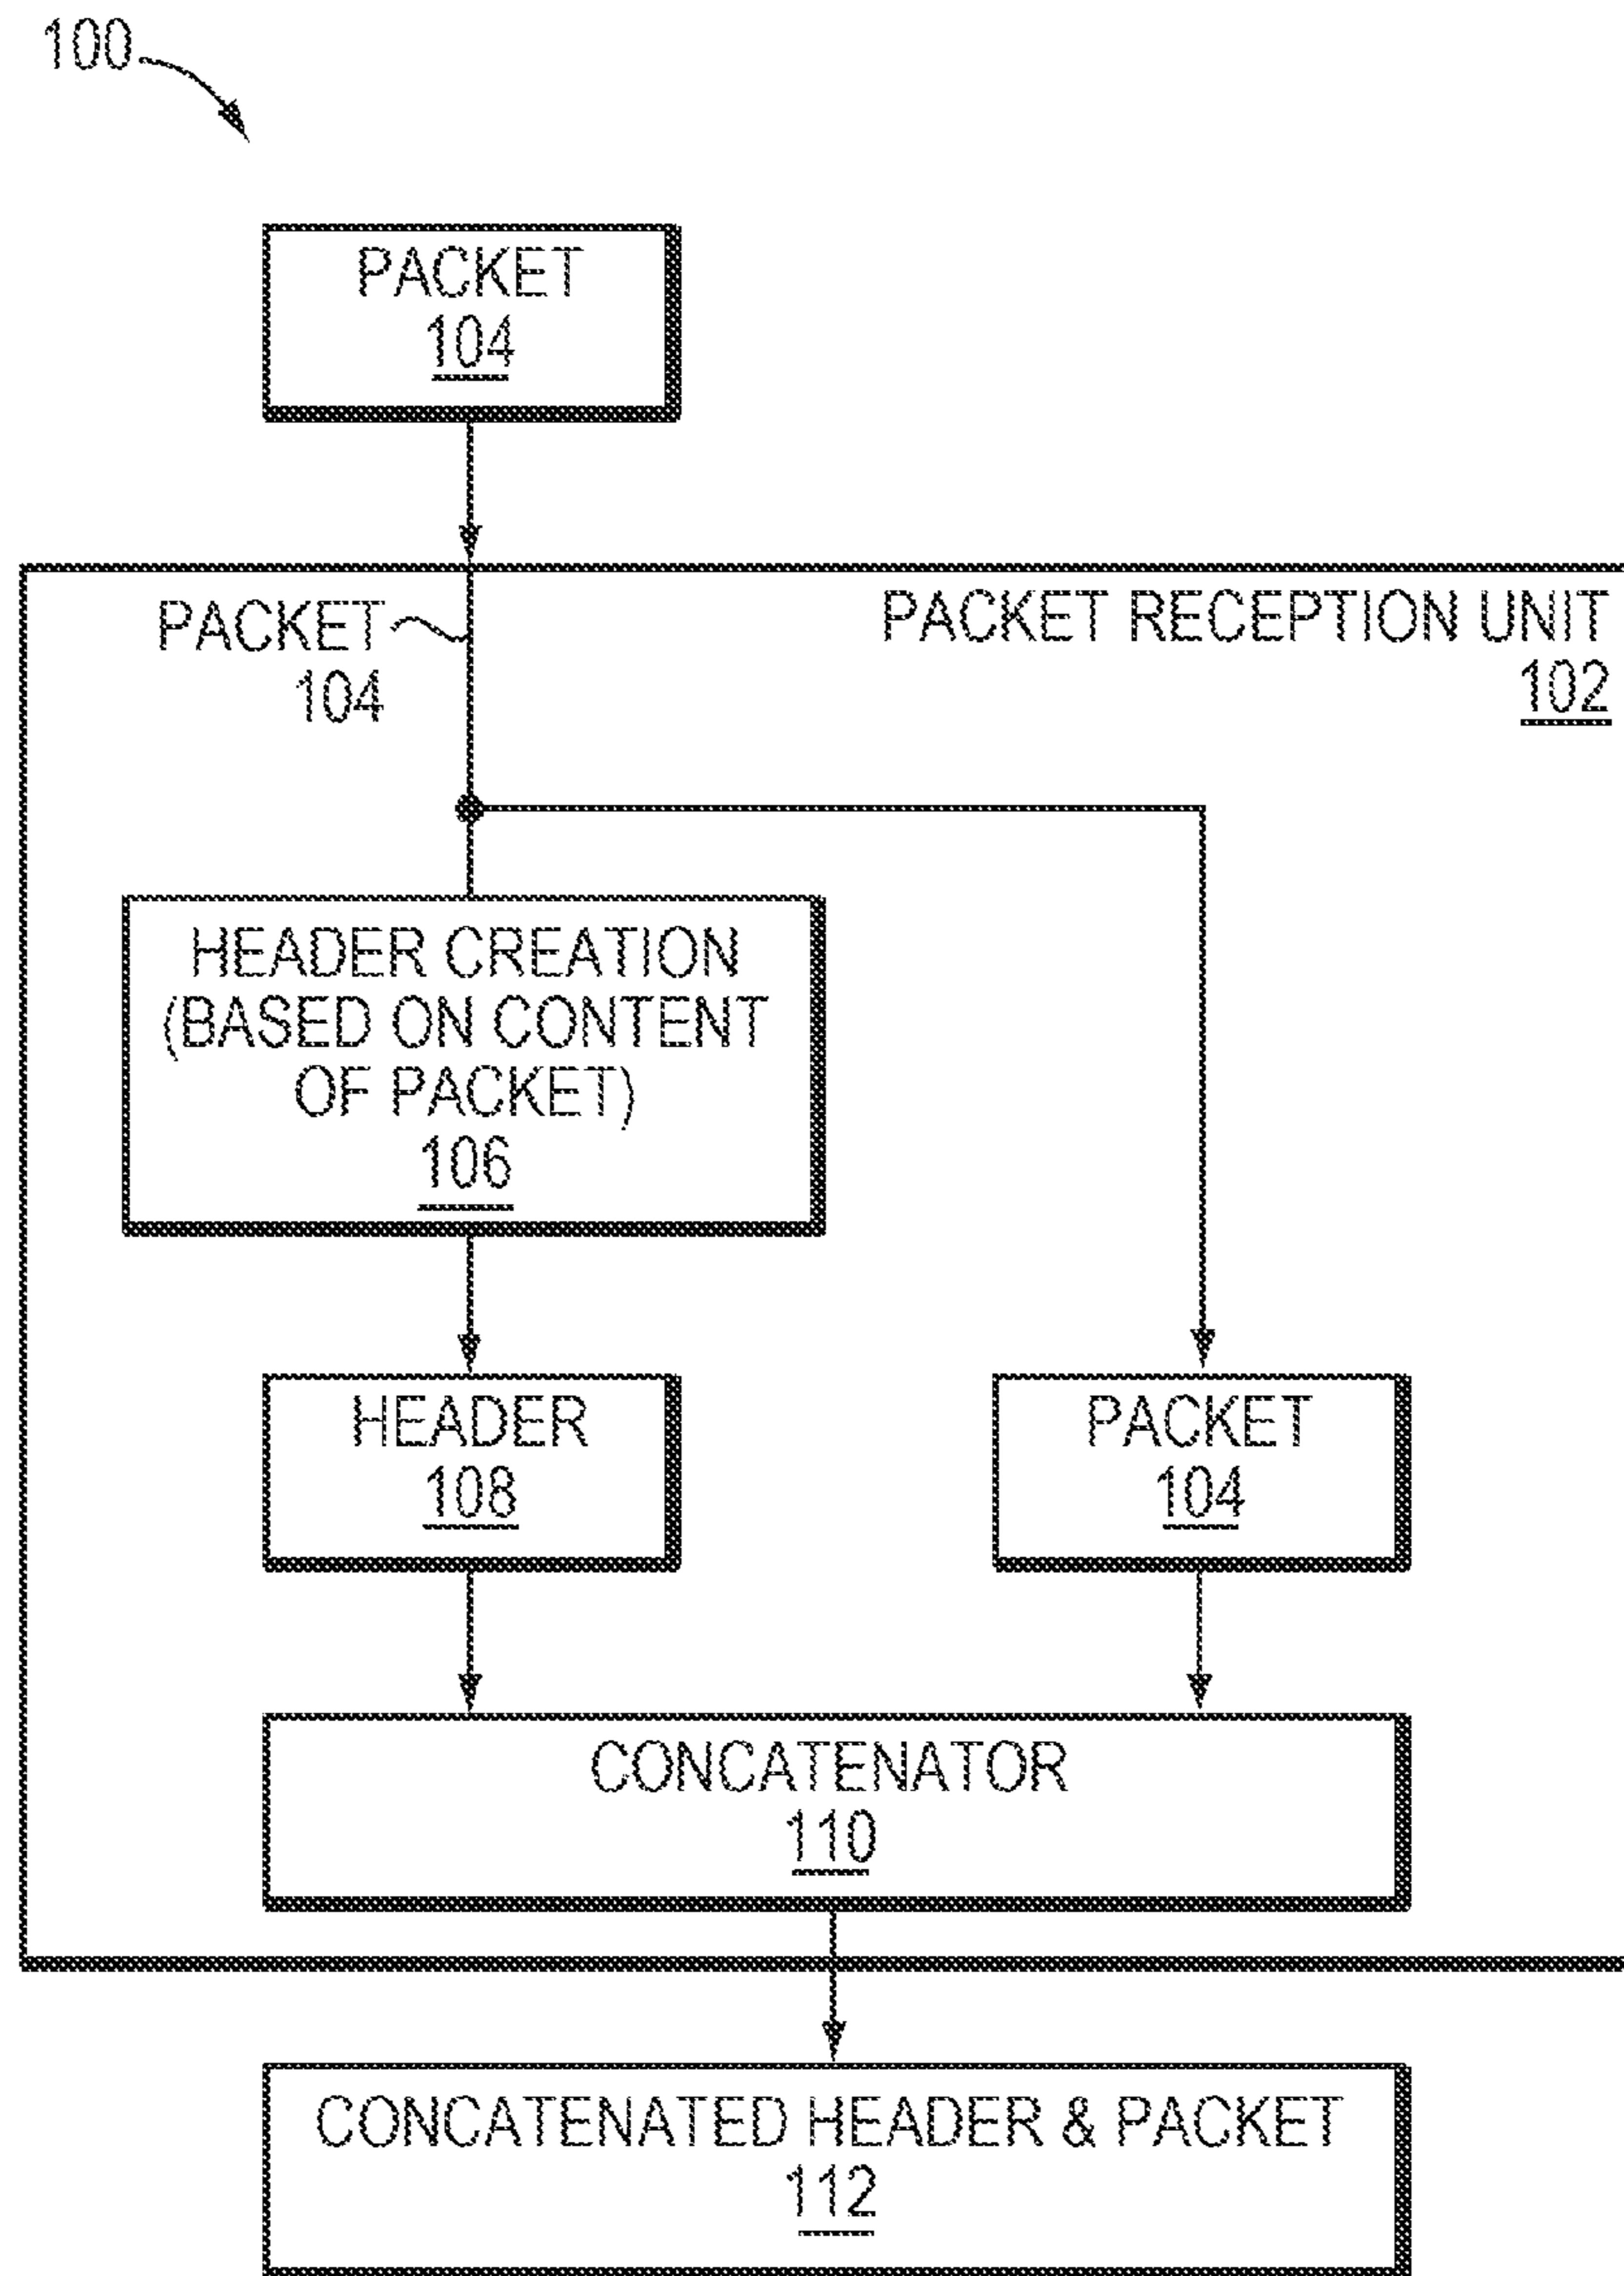 100
PACKET
104
PACKET
104
PACKET RECEPTION UNIT
102
HEADER CREATION
(BASED ON CONTENT
OF PACKET)
106
HEADER
108
PACKET
104
CONCATENATOR
110
CONCATENATED HEADER & PACKET
112